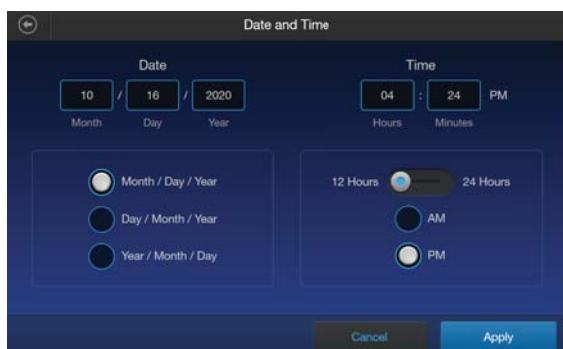 Date and Time
Date
10 / 16 / 2020
Month Day Year
Time
04 : 24 PM
Hours Minutes
Month / Day / Year
Day / Month / Year
Year / Month / Day
12 Hours 24 Hours
AM
PM
Cancel Apply